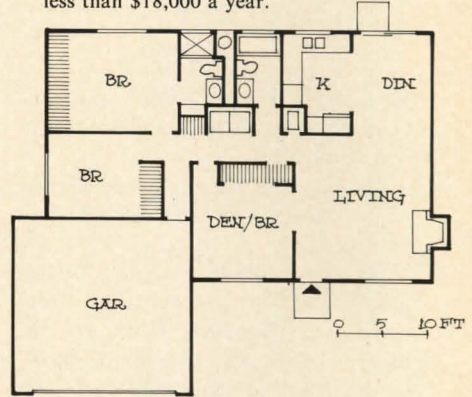 less than $18,000 a year.
BR
K
DIN
BR
LIVING
DEN/BR
GAR
0 5 10 FT